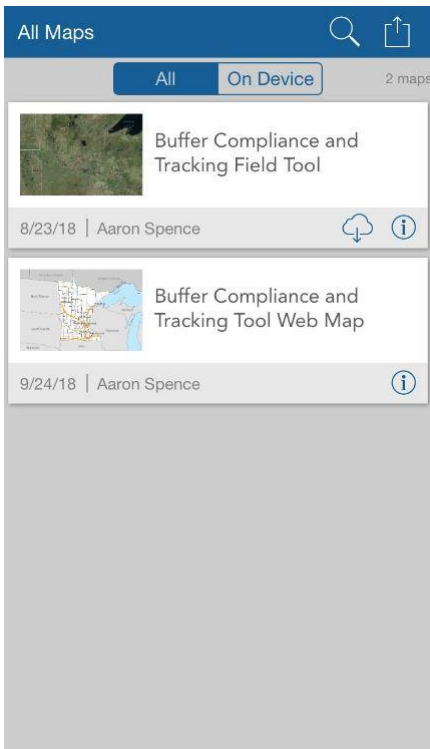 All Maps
All
On Device
2 maps
Buffer Compliance and
Tracking Field Tool
8/23/18 | Aaron Spence
Buffer Compliance and
Tracking Tool Web Map
9/24/18 | Aaron Spence